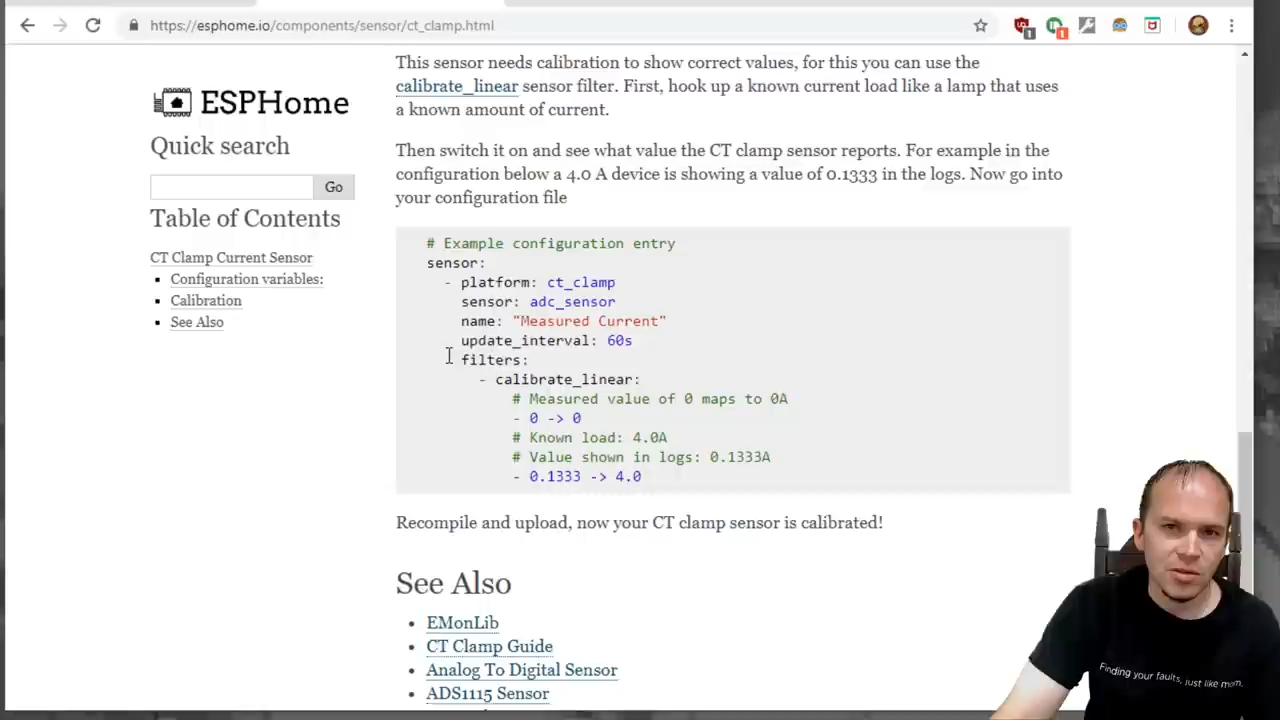 https://esphome.io/components/sensor/ct_clamp.html
ESPHome
Quick search
Go
Table of Contents
CT Clamp Current Sensor
Configuration variables:
Calibration
See Also
This sensor needs calibration to show correct values, for this you can use the
calibrate_linear sensor filter. First, hook up a known current load like a lamp that uses
a known amount of current.
Then switch it on and see what value the CT clamp sensor reports. For example in the
configuration below a 4.0 A device is showing a value of 0.1333 in the logs. Now go into
your configuration file
# Example configuration entry
sensor:
- platform: ct_clamp
sensor: adc_sensor
name: "Measured Current"
update_interval: 60s
filters:
- calibrate_linear:
# Measured value of 0 maps to 0A
- 0 -> 0
# Known load: 4.0A
# Value shown in logs: 0.1333A
- 0.1333 -> 4.0
Recompile and upload, now your CT clamp sensor is calibrated!
See Also
EMonLib
CT Clamp Guide
Analog To Digital Sensor
ADS1115 Sensor
1
1
Finding your faults, just like mom.